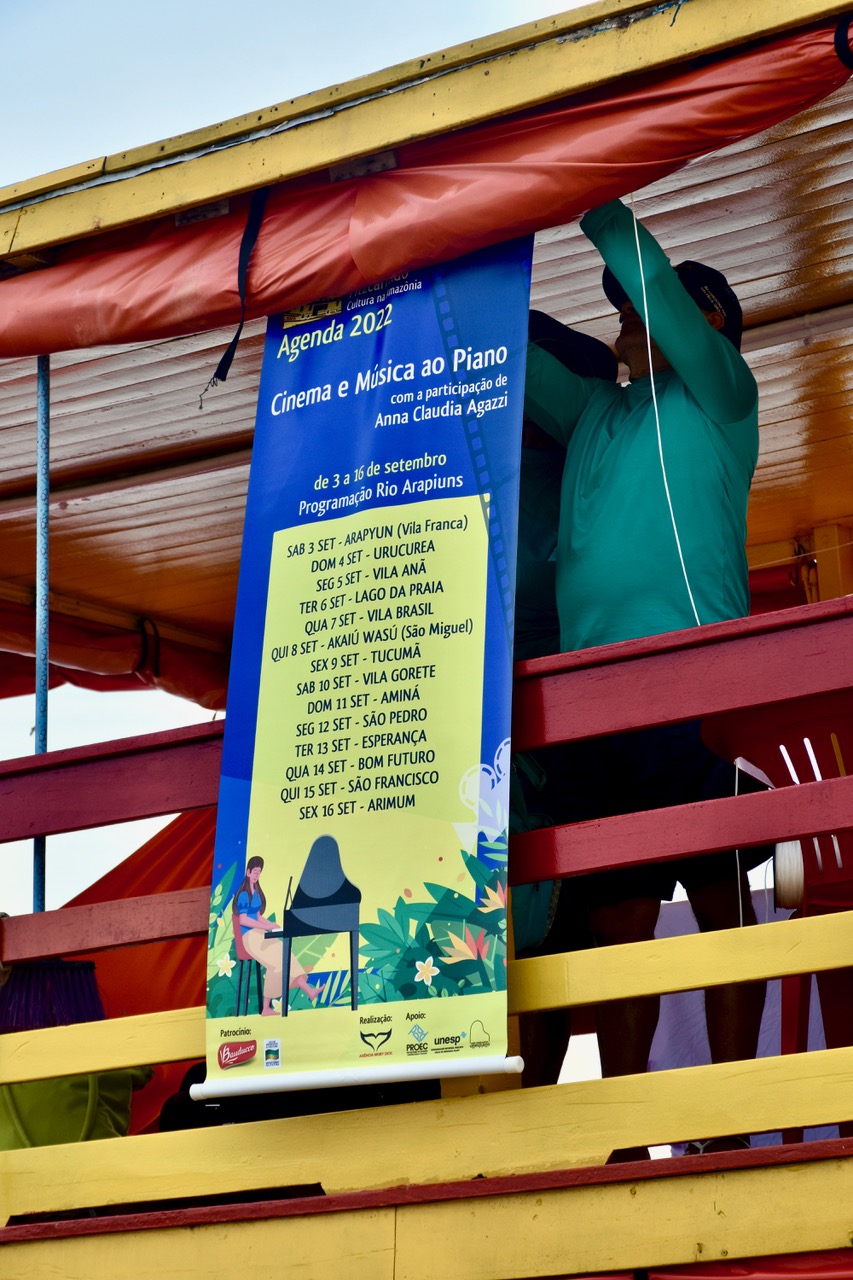 Cultura na Amazônia
Agenda 2022
Cinema e Música ao Piano
com a participação de
Anna Claudia Agazzi
de 3 a 16 de setembro
Programação Rio Arapiuns
SAB 3 SET - ARAPYUN (Vila Franca)
DOM 4 SET - URUCUREA
SEG 5 SET - VILA ANÃ
TER 6 SET - LAGO DA PRAIA
QUA 7 SET - VILA BRASIL
QUI 8 SET - AKAIÚ WASÚ (São Miguel)
SEX 9 SET - TUCUMÃ
SAB 10 SET - VILA GORETE
DOM 11 SET - AMINÁ
SEG 12 SET - SÃO PEDRO
TER 13 SET - ESPERANÇA
QUA 14 SET - BOM FUTURO
QUI 15 SET - SÃO FRANCISCO
SEX 16 SET - ARIMUM
Patrocínio:
Bauducco
Realização:
AGÊNCIA MOBY DICK
Apoio:
PROEC
unesp